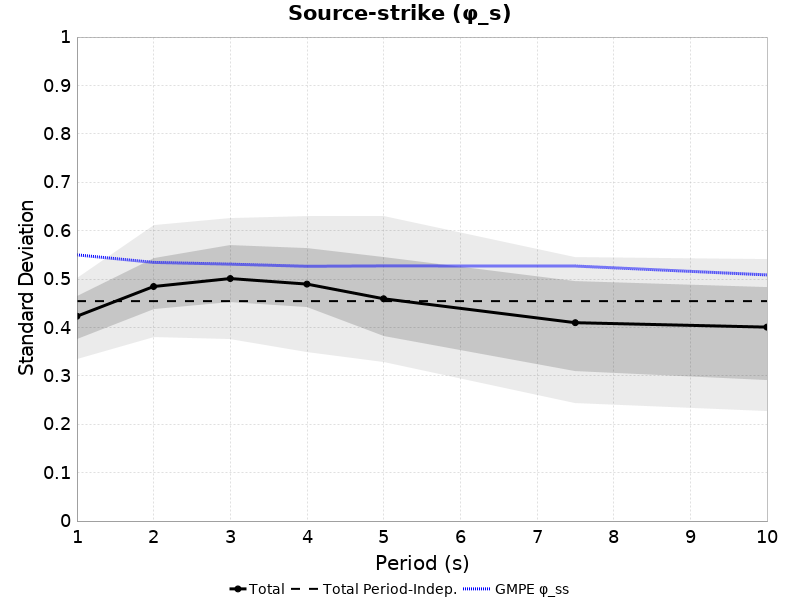 Source-strike (φ_s)
Standard Deviation
1
0.9
0.8
0.7
0.6
0.5
0.4
0.3
0.2
0.1
0
1 2 3 4 5 6 7 8 9 10
Period (s)
Total Total Period-Indep. GMPE φ_ss